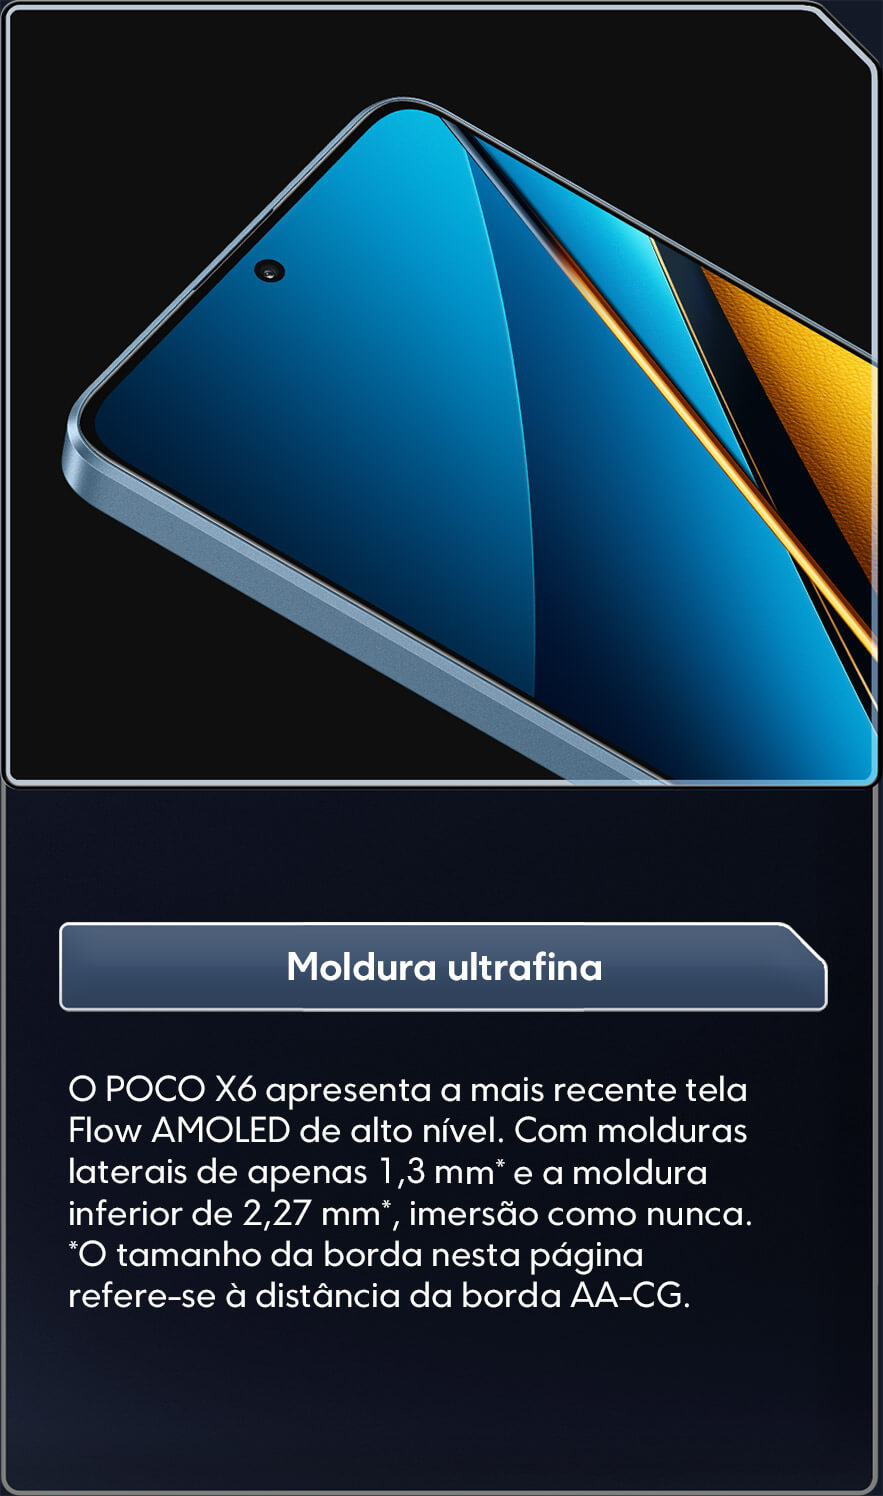 Moldura ultrafina
O POCO X6 apresenta a mais recente tela
Flow AMOLED de alto nível. Com molduras
laterais de apenas 1,3 mm* e a moldura
inferior de 2,27 mm*, imersão como nunca.
*O tamanho da borda nesta página
refere-se à distância da borda AA-CG.